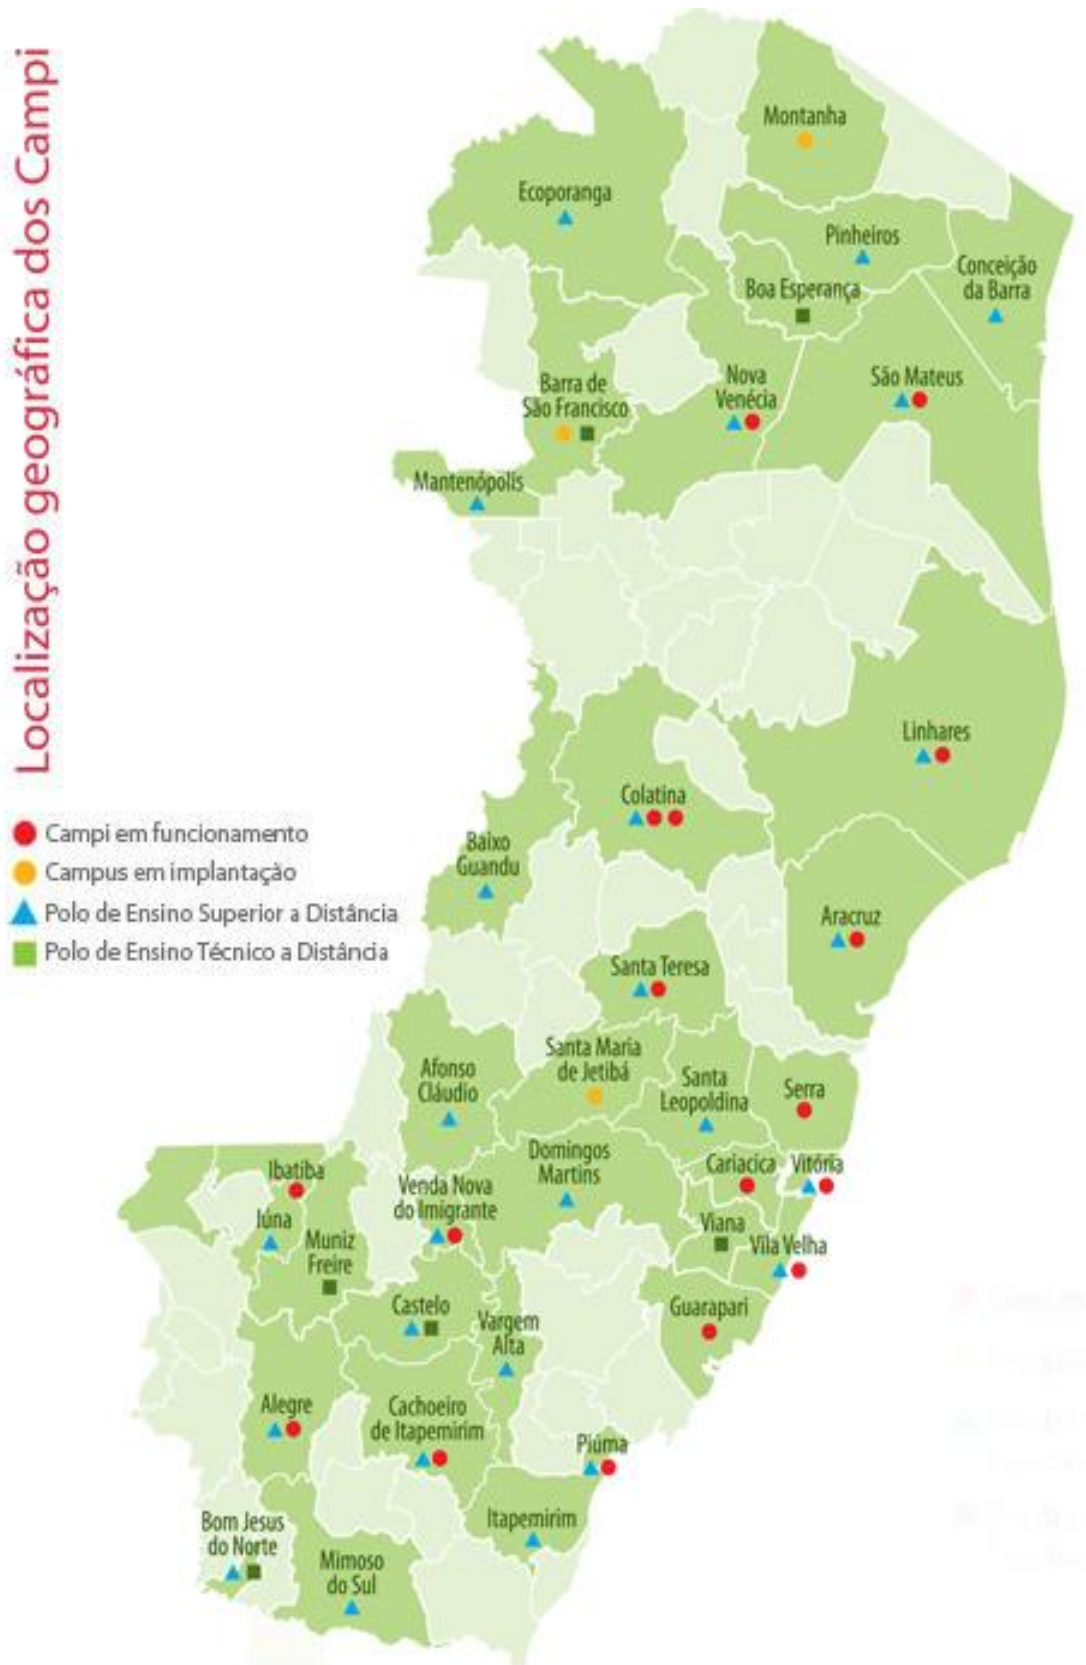 Localização geográfica dos Campi
Campi em funcionamento
Campus em implantação
Polo de Ensino Superior a Distância
Polo de Ensino Técnico a Distância
Montanha
Ecoporanga
Pinheiros
Conceição
da Barra
Boa Esperança
São Mateus
Nova
Venécia
Barra de
São Francisco
Mantenópolis
Linhares
Colatina
Baixo
Guandu
Aracruz
Santa Teresa
Santa Maria
de Jetibá
Afonso
Cláudio
Santa
Leopoldina
Serra
Domingos
Martins
Cariacica
Vitória
Ibatiba
Venda Nova
do Imigrante
Iúna
Muniz
Freire
Viana
Vila Velha
Castelo
Vargem
Alta
Guarapari
Alegre
Cachoeiro
de Itapemirim
Piúma
Itapemirim
Bom Jesus
do Norte
Mimoso
do Sul